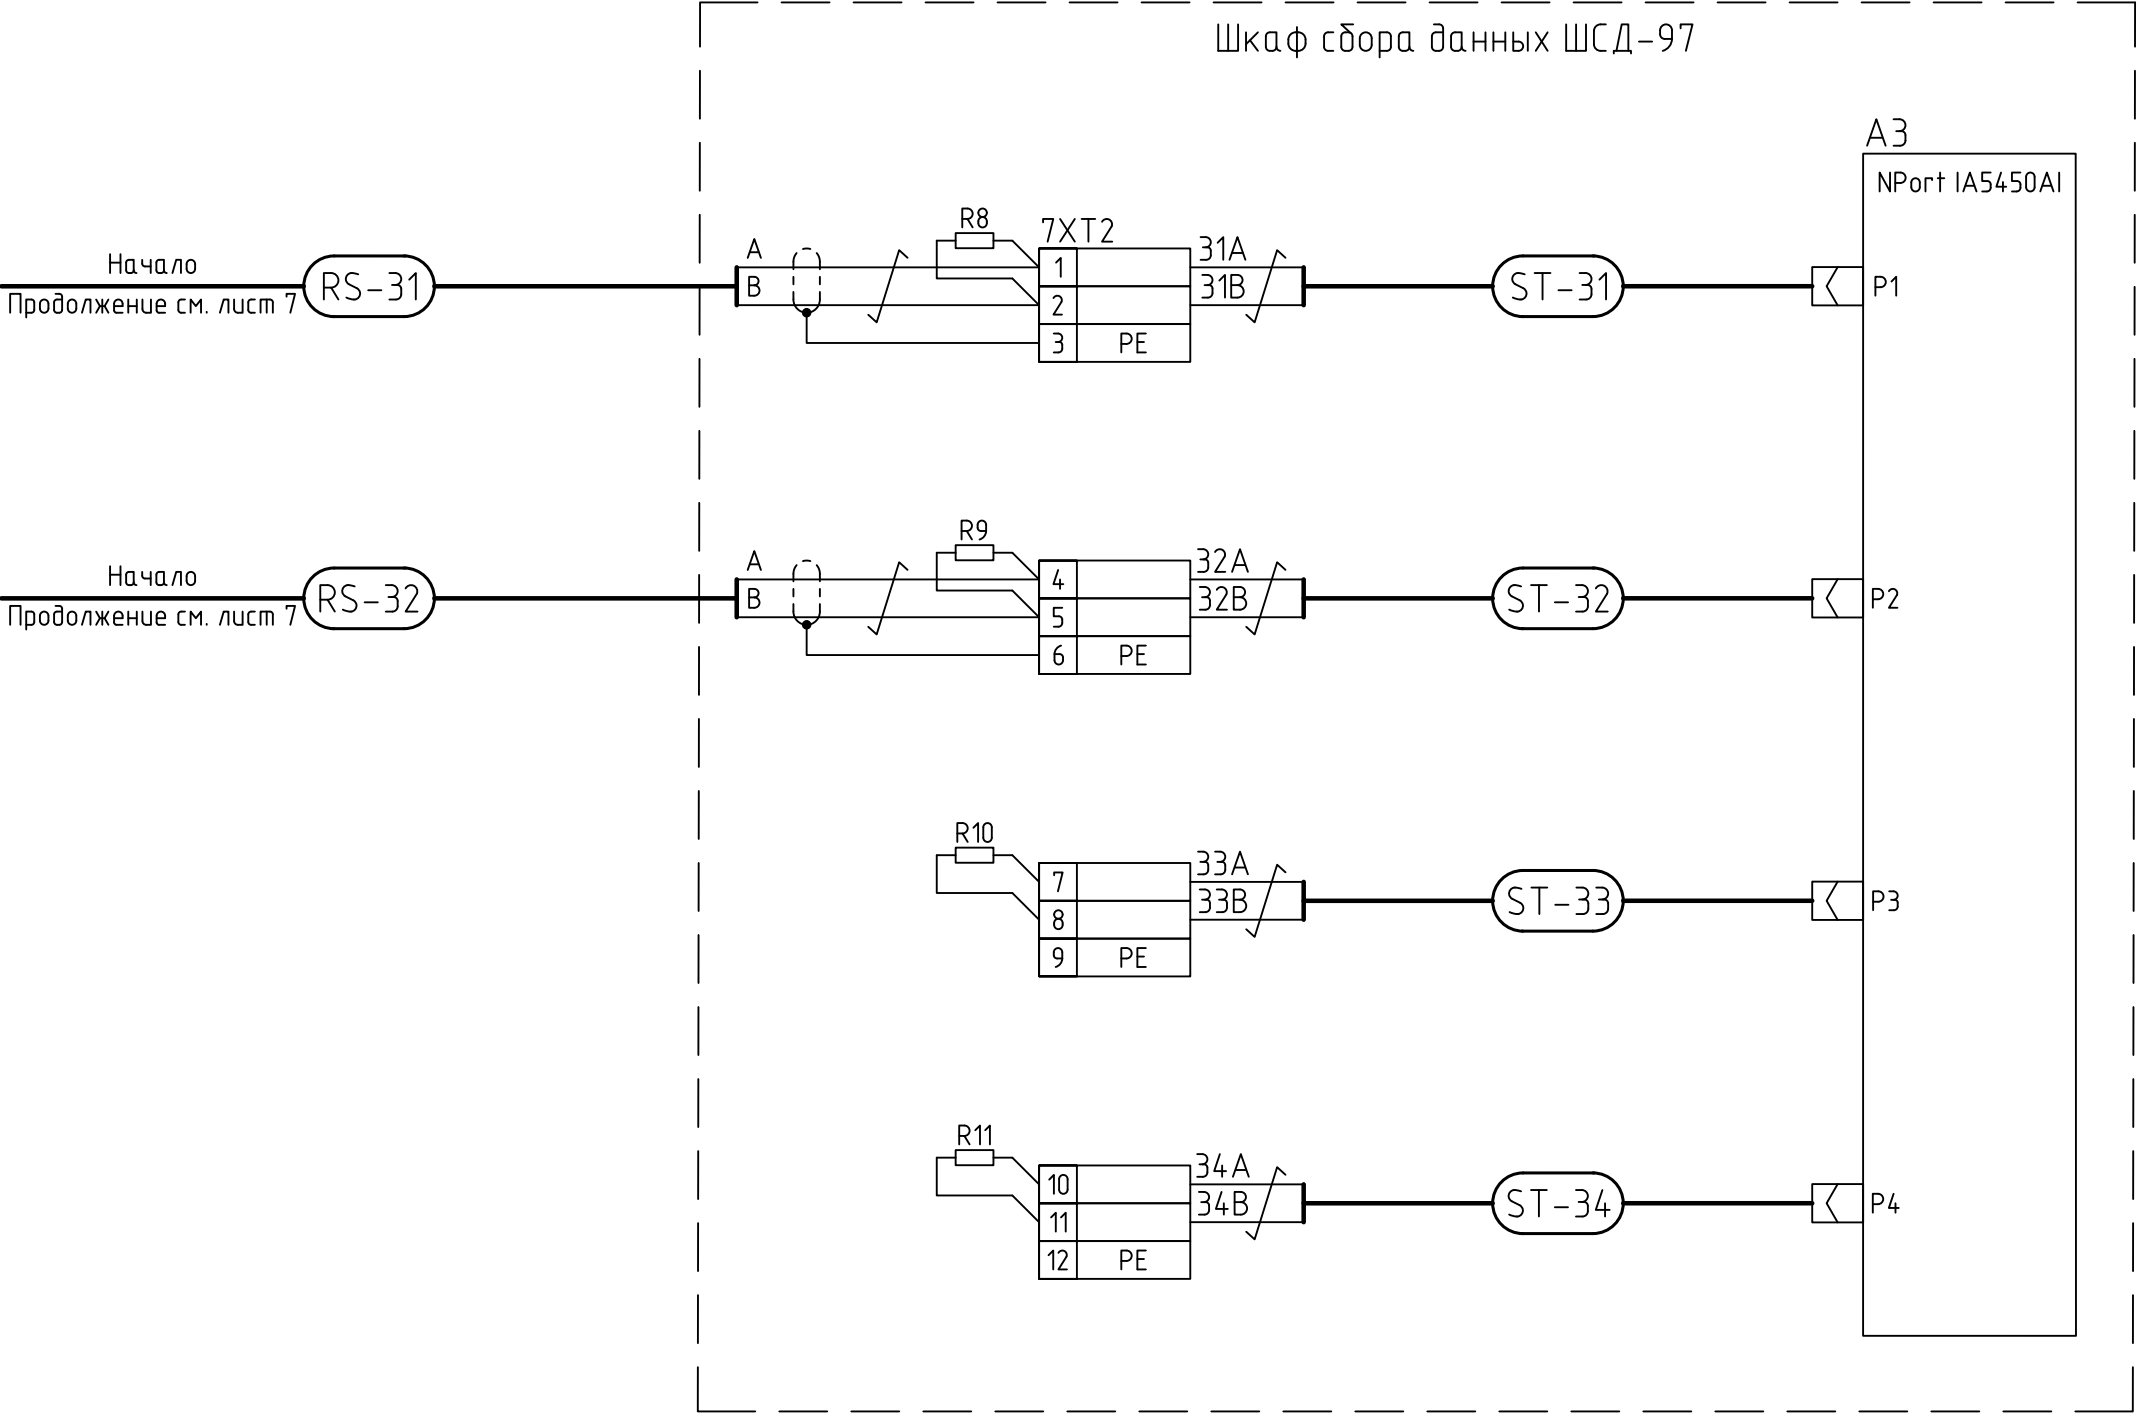 Шкаф сбора данных ШСД-97
А3
NPort IA5450AI
Начало
Продолжение см. лист 7
RS-31
A
B
R8
7XT2
1
2
3
PE
31A
31B
ST-31
P1
Начало
Продолжение см. лист 7
RS-32
A
B
R9
4
5
6
PE
32A
32B
ST-32
P2
R10
7
8
9
PE
33A
33B
ST-33
P3
R11
10
11
12
PE
34A
34B
ST-34
P4